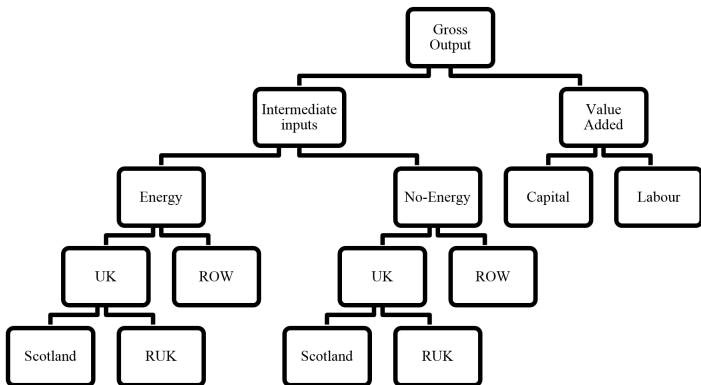 Gross
Output
Intermediate
inputs
Value
Added
Energy
No-Energy
Capital
Labour
UK
ROW
UK
ROW
Scotland
RUK
Scotland
RUK